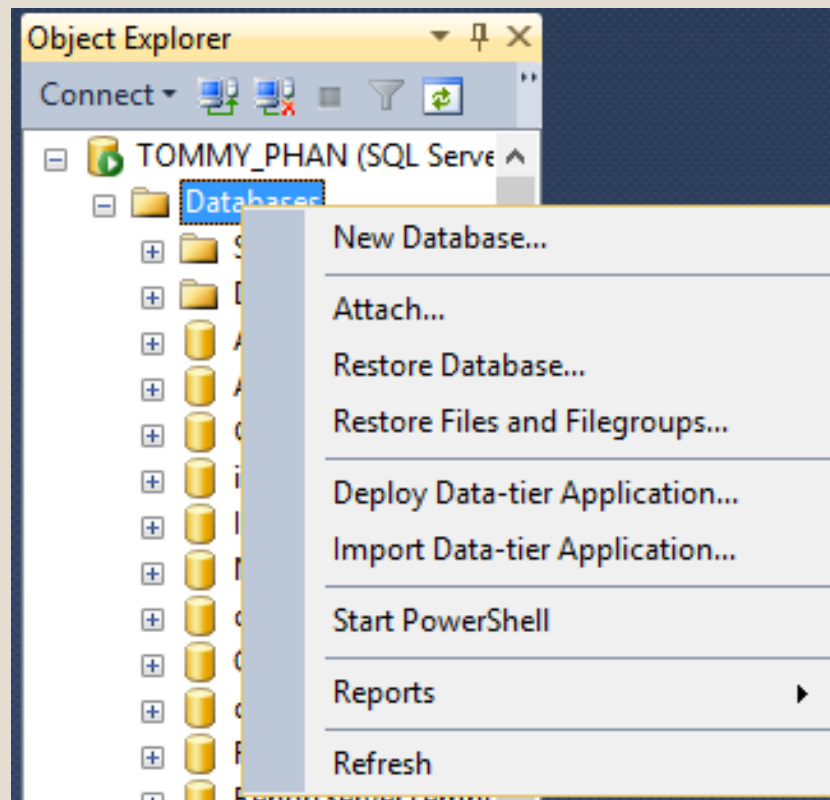 Object Explorer
Connect
TOMMY_PHAN (SQL Serve
Databases
New Database...
Attach...
Restore Database...
Restore Files and Filegroups...
Deploy Data-tier Application...
Import Data-tier Application...
Start PowerShell
Reports
Refresh